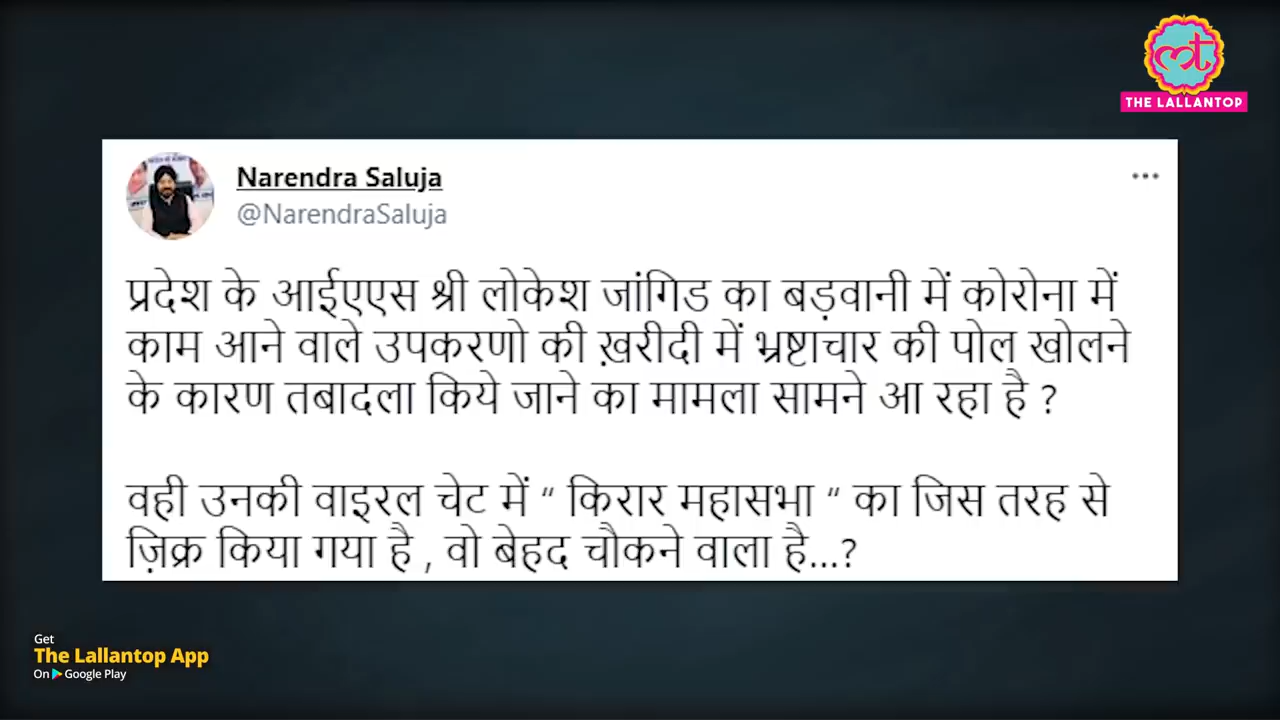 THE LALLANTOP
Narendra Saluja
@NarendraSaluja
प्रदेश के आईएएस श्री लोकेश जांगिड का बड़वानी में कोरोना में
काम आने वाले उपकरणो की ख़रीदी में भ्रष्टाचार की पोल खोलने
के कारण तबादला किये जाने का मामला सामने आ रहा है ?
वही उनकी वाइरल चेट में “ किरार महासभा “ का जिस तरह से
ज़िक्र किया गया है , वो बेहद चौकने वाला है...?
Get
The Lallantop App
On Google Play